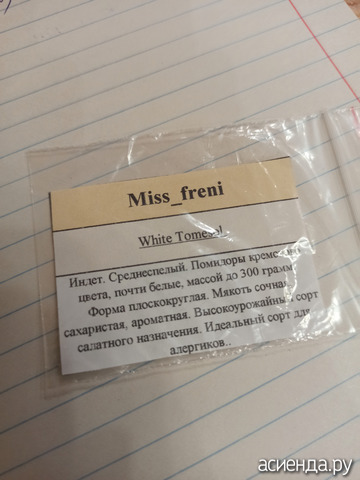 Miss_freni
White Tomesol
Индет. Среднеспелый. Помидоры кремового
цвета, почти белые, массой до 300 грамм.
Форма плоскокруглая. Мякоть сочная,
сахаристая, ароматная. Высокоурожайный сорт
салатного назначения. Идеальный сорт для
алергиков..
асиенда.ру